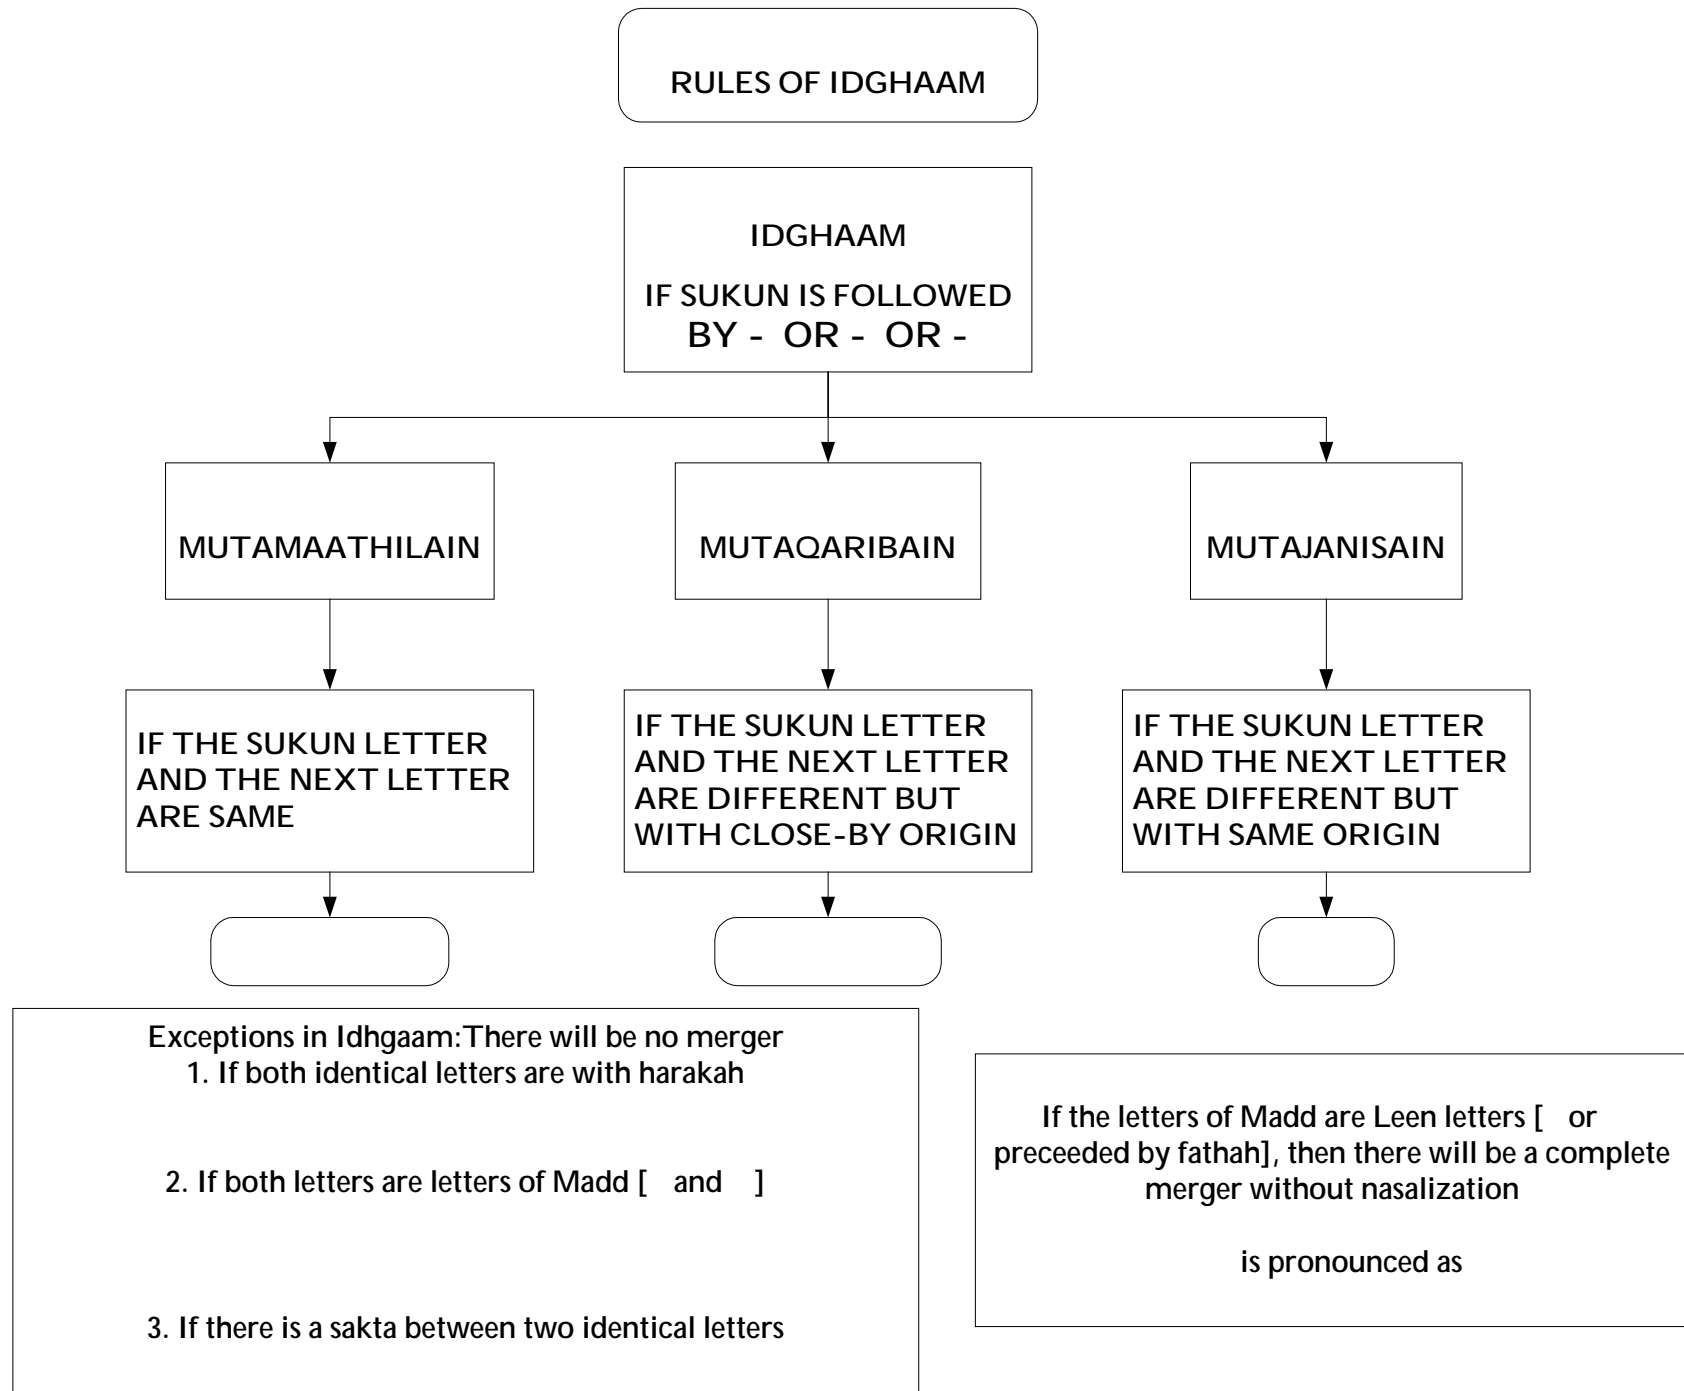 RULES OF IDGHAAM
IDGHAAM
IF SUKUN IS FOLLOWED
BY - OR - OR -
MUTAMAATHILAIN
MUTAQARIBAIN
MUTAJANISAIN
IF THE SUKUN LETTER
AND THE NEXT LETTER
ARE SAME
IF THE SUKUN LETTER
AND THE NEXT LETTER
ARE DIFFERENT BUT
WITH CLOSE-BY ORIGIN
IF THE SUKUN LETTER
AND THE NEXT LETTER
ARE DIFFERENT BUT
WITH SAME ORIGIN
Exceptions in Idhgaam:There will be no merger
1. If both identical letters are with harakah
2. If both letters are letters of Madd [ and ]
3. If there is a sakta between two identical letters
If the letters of Madd are Leen letters [ or
preceeded by fathah], then there will be a complete
merger without nasalization
is pronounced as